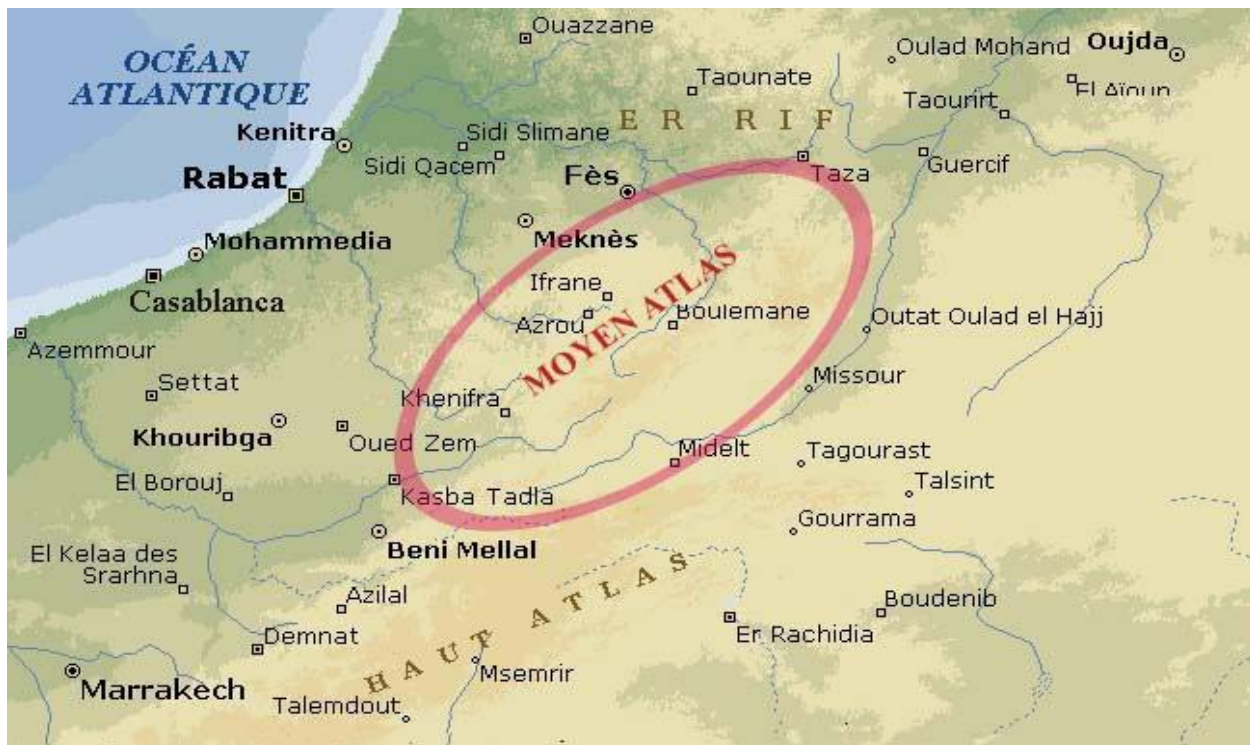 Ouazzane
OCÉAN
ATLANTIQUE
Oulad Mohand
Oujda
Taounate
El Aïoun
Taourirt
Kenitra
Sidi Slimane
ER RIF
Sidi Qacem
Guercif
Rabat
Fès
Taza
Mohammedia
Meknès
Casablanca
Ifrane
MOYEN ATLAS
Azrou
Boulemane
Outat Oulad el Hajj
Azemmour
Settat
Missour
Khenifra
Khouribga
Oued Zem
Midelt
Tagourast
El Borouj
Kasba Tadla
Talsint
Gourrama
Beni Mellal
El Kelaa des
Srarhna
HAUT ATLAS
Azilal
Boudenib
Demnat
Er Rachidia
Msemrir
Marrakech
Talemdout